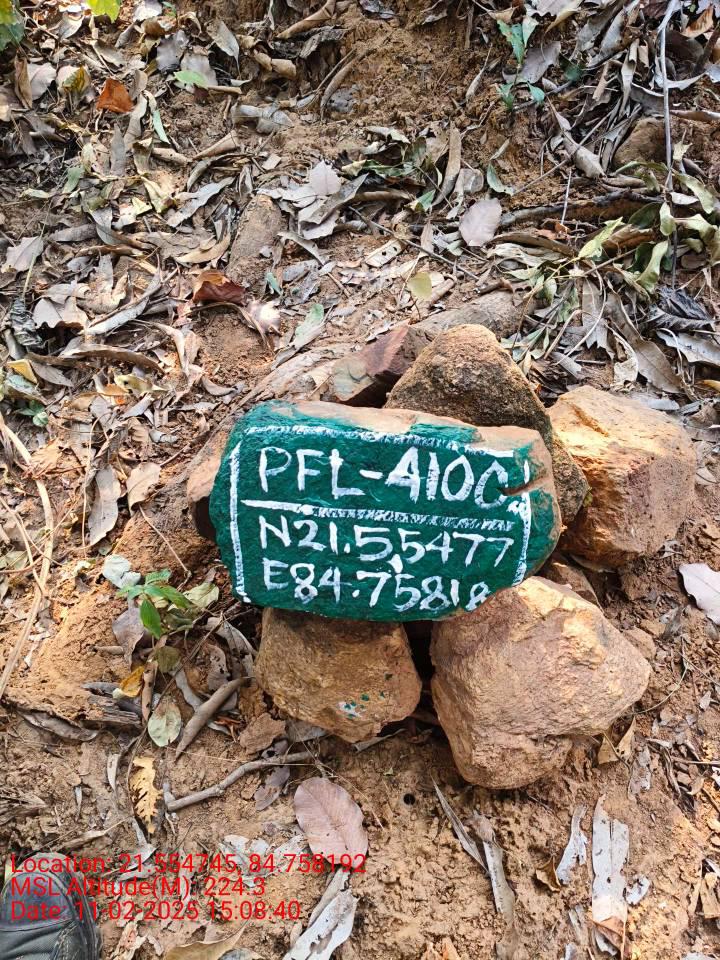 PFL-410C
N21.55477
E84.75818
Location: 21.554745, 84.758192
MSL Altitude(M): 224.3
Date: 11-02-2025 15:08:40